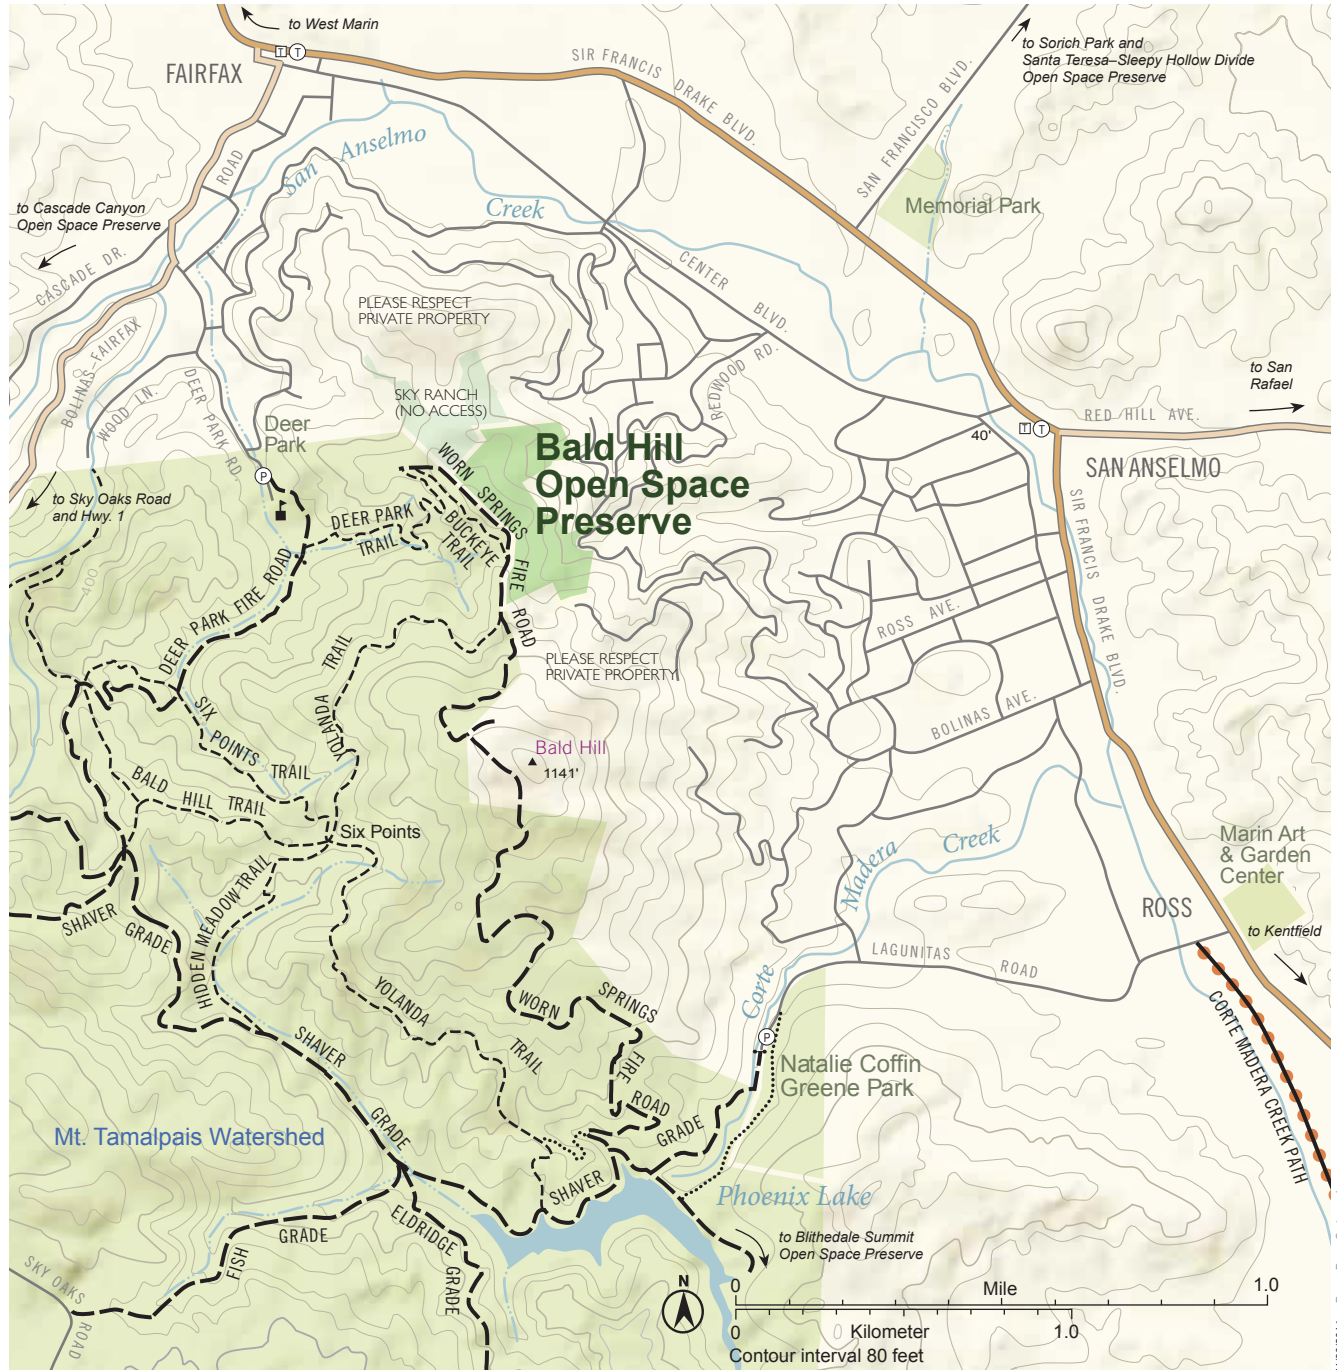 to West Marin
T T
FAIRFAX
SIR FRANCIS DRAKE BLVD.
to Sorich Park and
Santa Teresa–Sleepy Hollow Divide
Open Space Preserve
SAN FRANCISCO BLVD.
San Anselmo Creek
ROAD
Memorial Park
to Cascade Canyon
Open Space Preserve
CASCADE DR.
CENTER BLVD.
PLEASE RESPECT
PRIVATE PROPERTY
BOLINAS–FAIRFAX
WOOD LN.
DEER PARK RD.
REDWOOD RD.
to San
Rafael
SKY RANCH
(NO ACCESS)
RED HILL AVE.
Deer
Park
40'
T T
SAN ANSELMO
Bald Hill
Open Space
Preserve
P
to Sky Oaks Road
and Hwy. 1
WORN SPRINGS FIRE ROAD
DEER PARK
TRAIL
BUCKEYE
TRAIL
SIR FRANCIS DRAKE BLVD.
400
DEER PARK FIRE ROAD
ROSS AVE.
YOLANDA TRAIL
PLEASE RESPECT
PRIVATE PROPERTY
SIX POINTS TRAIL
BOLINAS AVE.
Bald Hill
1141'
BALD HILL TRAIL
Six Points
Corte Madera Creek
Marin Art
& Garden
Center
HIDDEN MEADOW TRAIL
SHAVER GRADE
ROSS
to Kentfield
LAGUNITAS ROAD
YOLANDA TRAIL
WORN SPRINGS FIRE ROAD
CORTE MADERA CREEK PATH
SHAVER GRADE
P
Natalie Coffin
Greene Park
Mt. Tamalpais Watershed
SHAVER GRADE
Phoenix Lake
to Blithedale Summit
Open Space Preserve
FISH GRADE
ELDRIDGE GRADE
SKY OAKS ROAD
N
0 Mile 1.0
0 Kilometer 1.0
Contour interval 80 feet